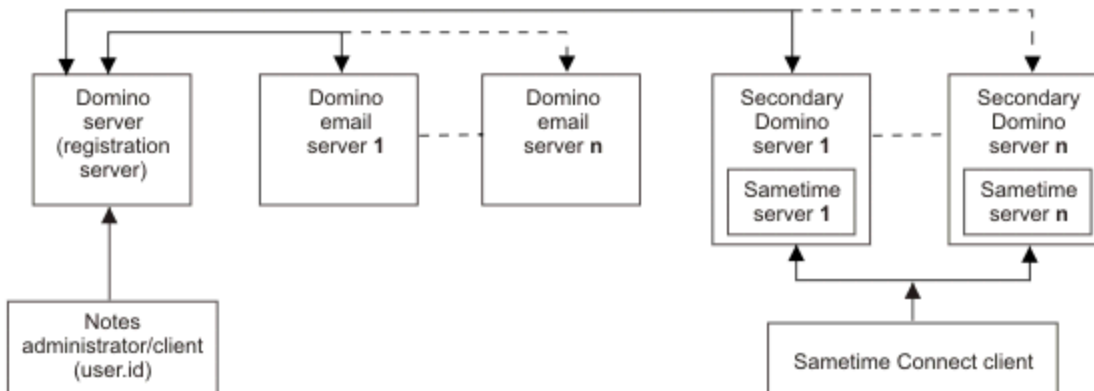 Domino
server
(registration
server)
Domino
email
server 1
Domino
email
server n
Secondary
Domino
server 1
Sametime
server 1
Secondary
Domino
server n
Sametime
server n
Notes
administrator/client
(user.id)
Sametime Connect client